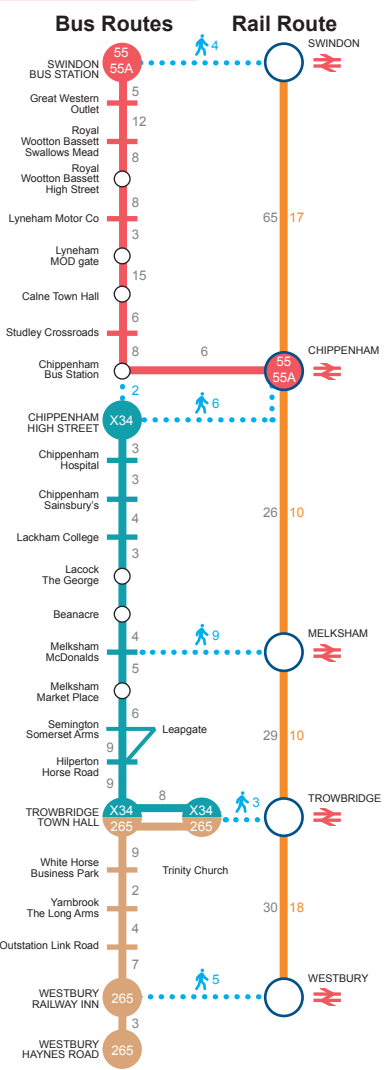 Bus Routes Rail Route
SWINDON
4
55
55A
SWINDON
BUS STATION
5
Great Western
Outlet
12
Royal
Wootton Bassett
Swallows Mead
8
Royal
Wootton Bassett
High Street
8
Lyneham Motor Co
65 17
3
Lyneham
MOD gate
15
Calne Town Hall
6
Studley Crossroads
8
6
CHIPPENHAM
55
55A
Chippenham
Bus Station
2
6
CHIPPENHAM
HIGH STREET
X34
3
Chippenham
Hospital
3
Chippenham
Sainsbury's
4
26 10
Lackham College
3
Lacock
The George
Beanacre
4
9
MELKSHAM
Melksham
McDonalds
5
Melksham
Market Place
6
Semington
Somerset Arms
Leapgate
29 10
9
Hilperton
Horse Road
9
8
3
TROWBRIDGE
TROWBRIDGE
TOWN HALL
X34 X34
265 265
9
White Horse
Business Park
Trinity Church
2
Yarnbrook
The Long Arms
30 18
4
Outstation Link Road
7
5
WESTBURY
WESTBURY
RAILWAY INN
265
3
WESTBURY
HAYNES ROAD
265